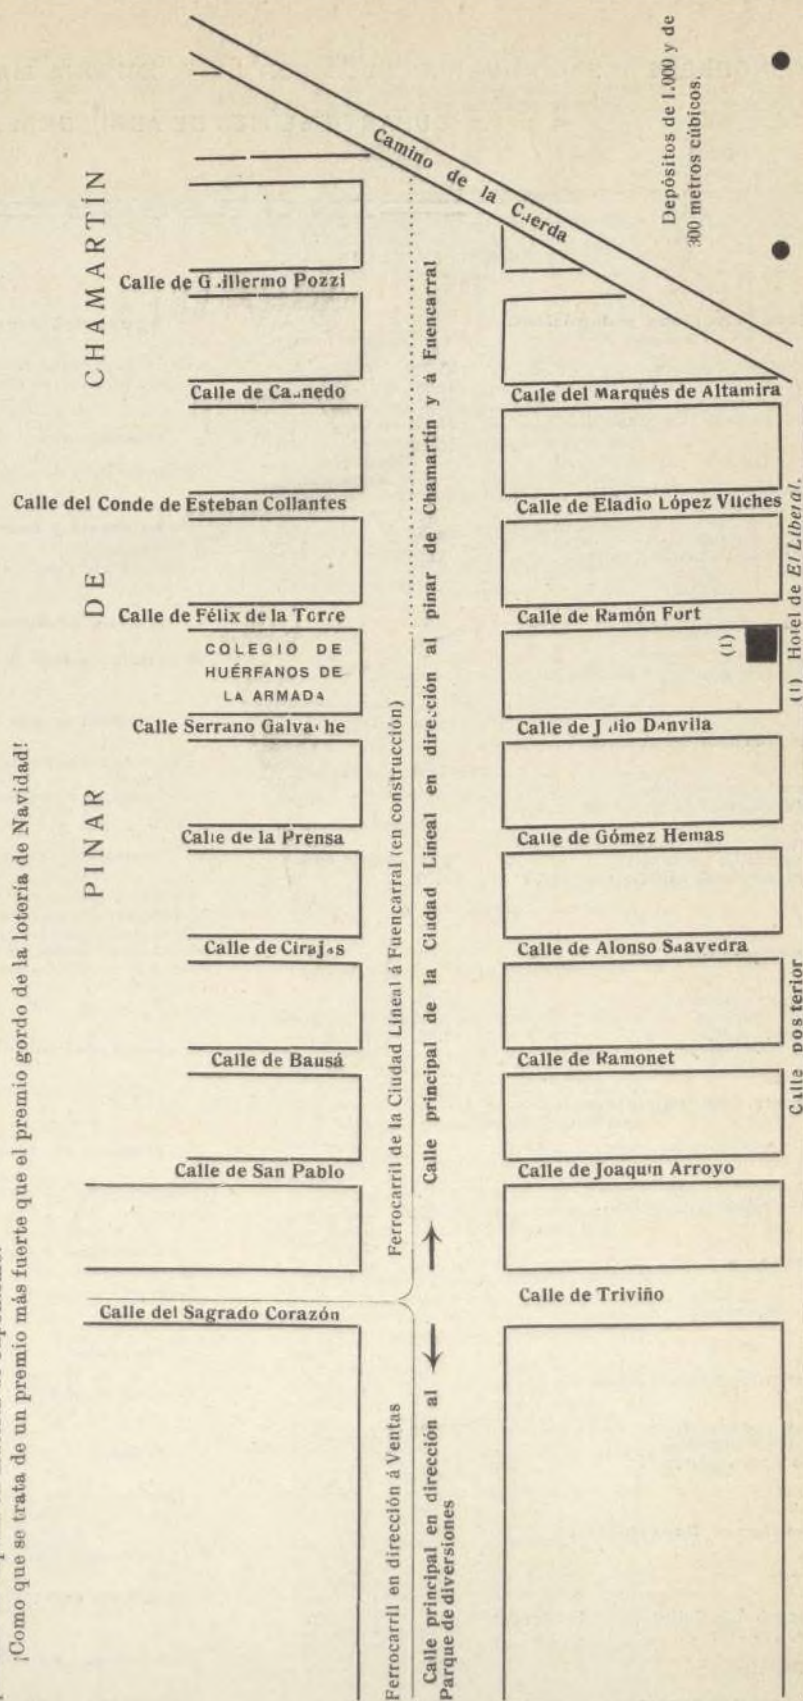 Depósitos de 1.000 y de
300 metros cúbicos.
Camino de la
PINAR DE CHAMARTÍN
Calle de Pozzi
Calle de
Calle del Conde de Esteban Collantes
Calle de Félix de la Torre
COLEGIO DE
HUÉRFANOS DE
LA ARMADA
Calle Serrano
Calle de la Prensa
Calle de
Calle de Bausá
Calle de San Pablo
Calle del Sagrado Corazón
Ferrocarril de la Ciudad Lineal á Fuencarral (en construcción)
Calle principal de la Ciudad Lineal en dirección al pinar de Chamartín y á Fuencarral
Calle del Marqués de Altamira
Calle de Eladio López Vilches
Calle de Ramón Fort
(1)
Calle de Danvila
Calle de Gómez Hemas
Calle de Alonso Saavedra
Calle de Ramonet
Calle de Joaquín Arroyo
Calle de Triviño
(1) Hotel de El Liberal.
Calle posterior
Ferrocarril en dirección á Ventas
Calle principal en dirección al
Parque de diversiones
¡Como que se trata de un premio más fuerte que el premio gordo de la lotería de Navidad!